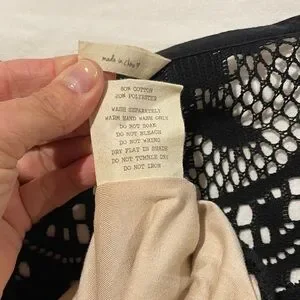 made in China
80% COTTON
20% POLYESTER
WASH SEPARATELY
WARM HAND WASH ONLY
DO NOT SOAK
DO NOT BLEACH
DO NOT WRING
DRY FLAT IN SHADE
DO NOT TUMBLE DRY
DO NOT IRON